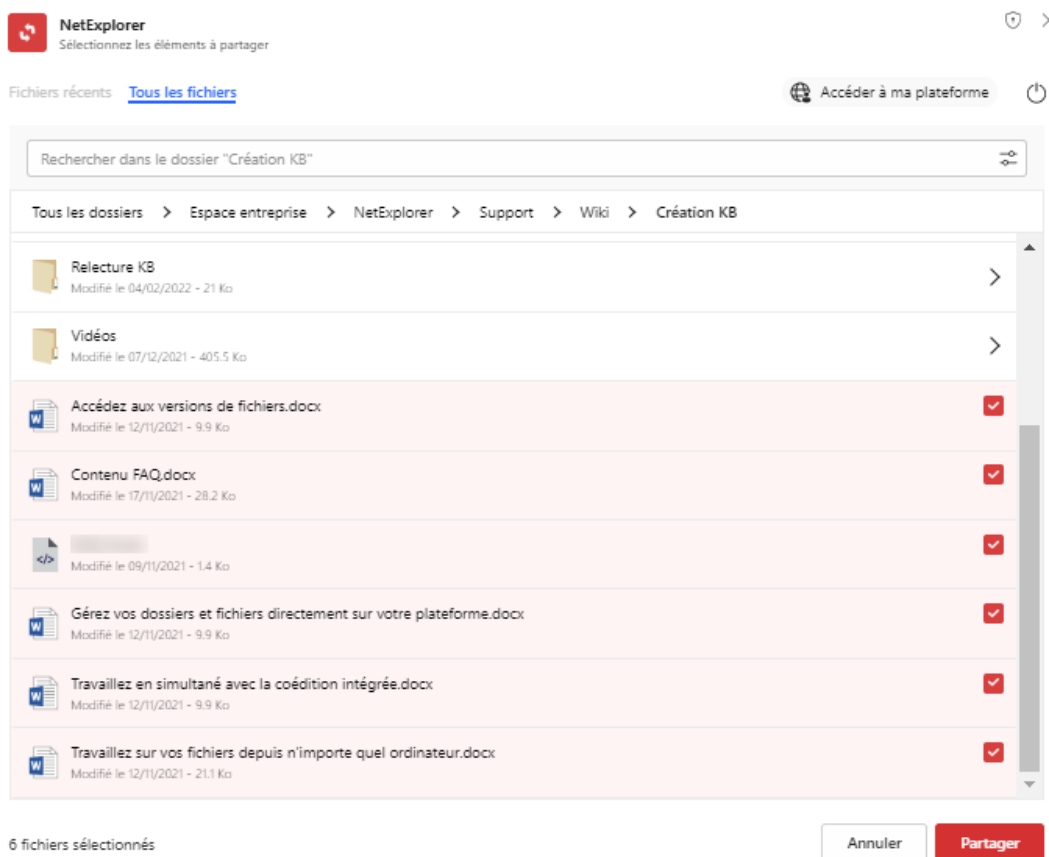 NetExplorer
Sélectionnez les éléments à partager
Fichiers récents Tous les fichiers
Accéder à ma plateforme
Rechercher dans le dossier "Création KB"
Tous les dossiers > Espace entreprise > NetExplorer > Support > Wiki > Création KB
Relecture KB
Modifié le 04/02/2022 - 21 Ko
Vidéos
Modifié le 07/12/2021 - 405.5 Ko
W
Accédez aux versions de fichiers.docx
Modifié le 12/11/2021 - 9.9 Ko
W
Contenu FAQ.docx
Modifié le 17/11/2021 - 28.2 Ko
</>
Modifié le 09/11/2021 - 1.4 Ko
W
Gérez vos dossiers et fichiers directement sur votre plateforme.docx
Modifié le 12/11/2021 - 9.9 Ko
W
Travaillez en simultané avec la coédition intégrée.docx
Modifié le 12/11/2021 - 9.9 Ko
W
Travaillez sur vos fichiers depuis n'importe quel ordinateur.docx
Modifié le 12/11/2021 - 21.1 Ko
6 fichiers sélectionnés
Annuler
Partager